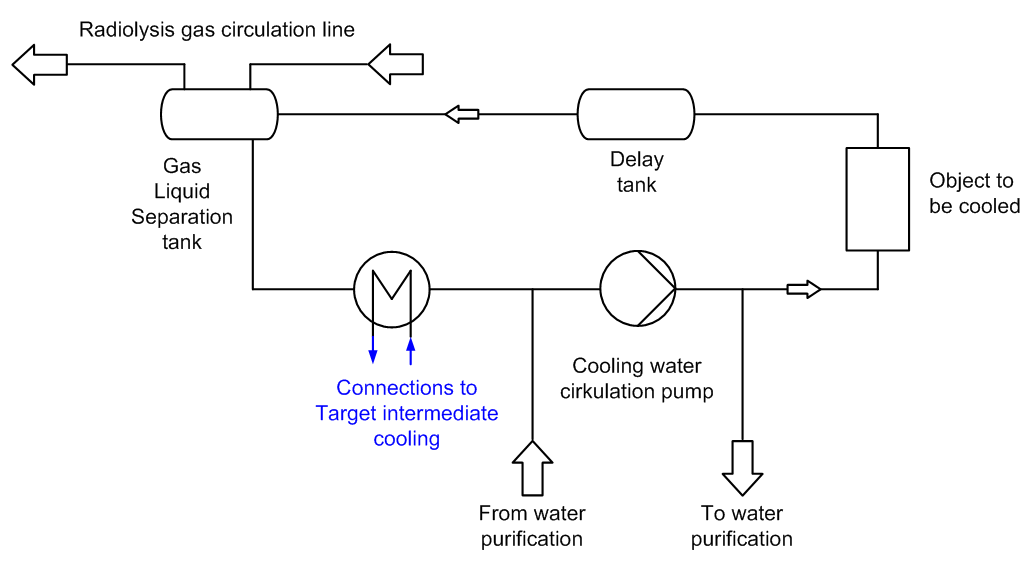 Radiolysis gas circulation line
Gas
Liquid
Separation
tank
Delay
tank
Object to
be cooled
Connections to
Target intermediate
cooling
Cooling water
cirkulation pump
From water
purification
To water
purification